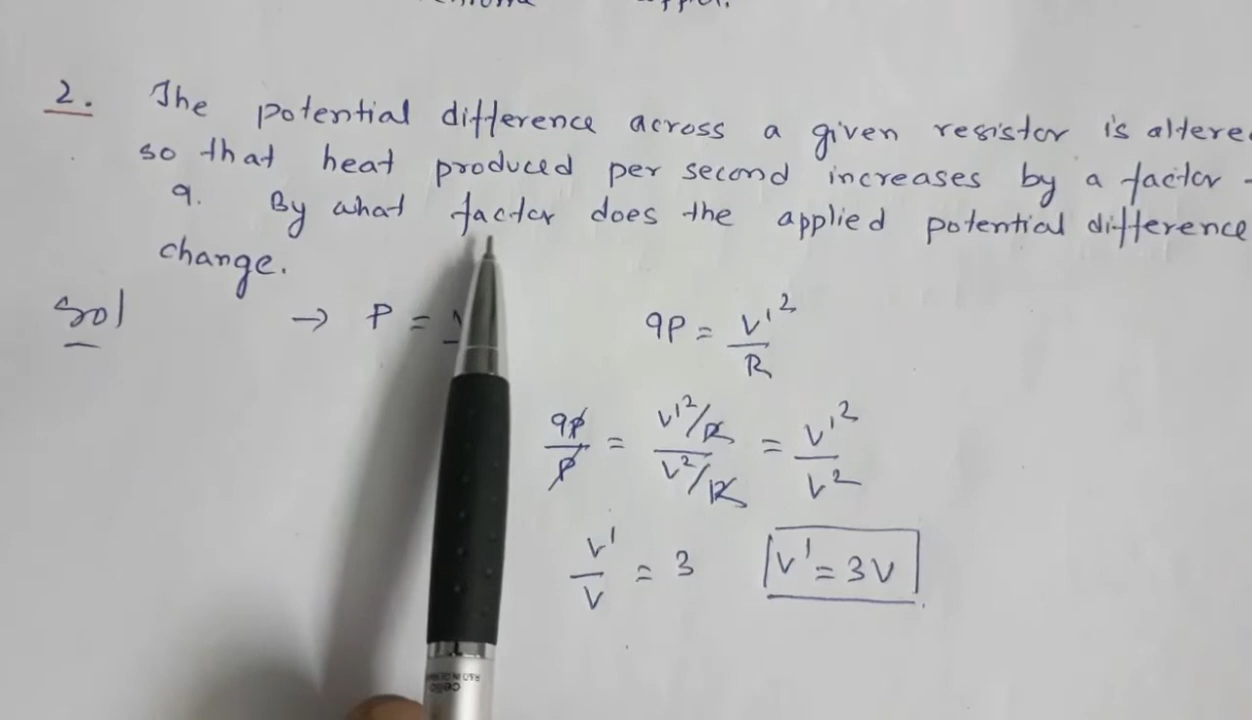 2. The potential difference across a given resistor is altere
so that heat produced per second increases by a factor
9. By what factor does the applied potential difference
change.
Sol → P = 9P = V'²/R
9P/P = V'²/R / V²/R = V'²/V²
V'/V = 3 V' = 3V